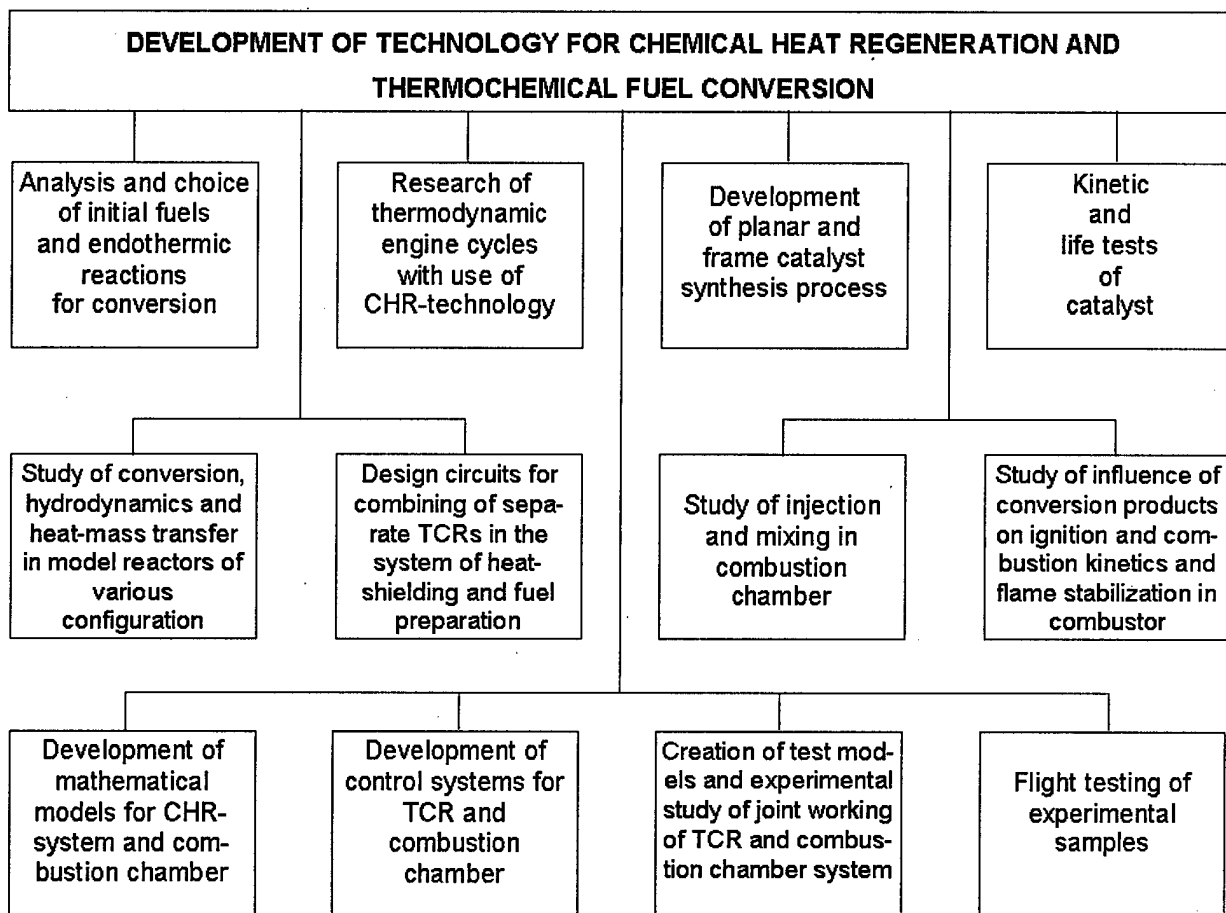 DEVELOPMENT OF TECHNOLOGY FOR CHEMICAL HEAT REGENERATION AND
THERMOCHEMICAL FUEL CONVERSION
Analysis and choice
of initial fuels
and endothermic
reactions
for conversion
Research of
thermodynamic
engine cycles
with use of
CHR-technology
Development
of planar and
frame catalyst
synthesis process
Kinetic
and
life tests
of
catalyst
Study of conversion,
hydrodynamics and
heat-mass transfer
in model reactors of
various
configuration
Design circuits for
combining of sepa-
rate TCRs in the
system of heat-
shielding and fuel
preparation
Study of injection
and mixing in
combustion
chamber
Study of influence of
conversion products
on ignition and com-
bustion kinetics and
flame stabilization in
combustor
Development of
mathematical
models for CHR-
system and com-
bustion chamber
Development of
control systems for
TCR and
combustion
chamber
Creation of test mod-
els and experimental
study of joint working
of TCR and combus-
tion chamber system
Flight testing of
experimental
samples